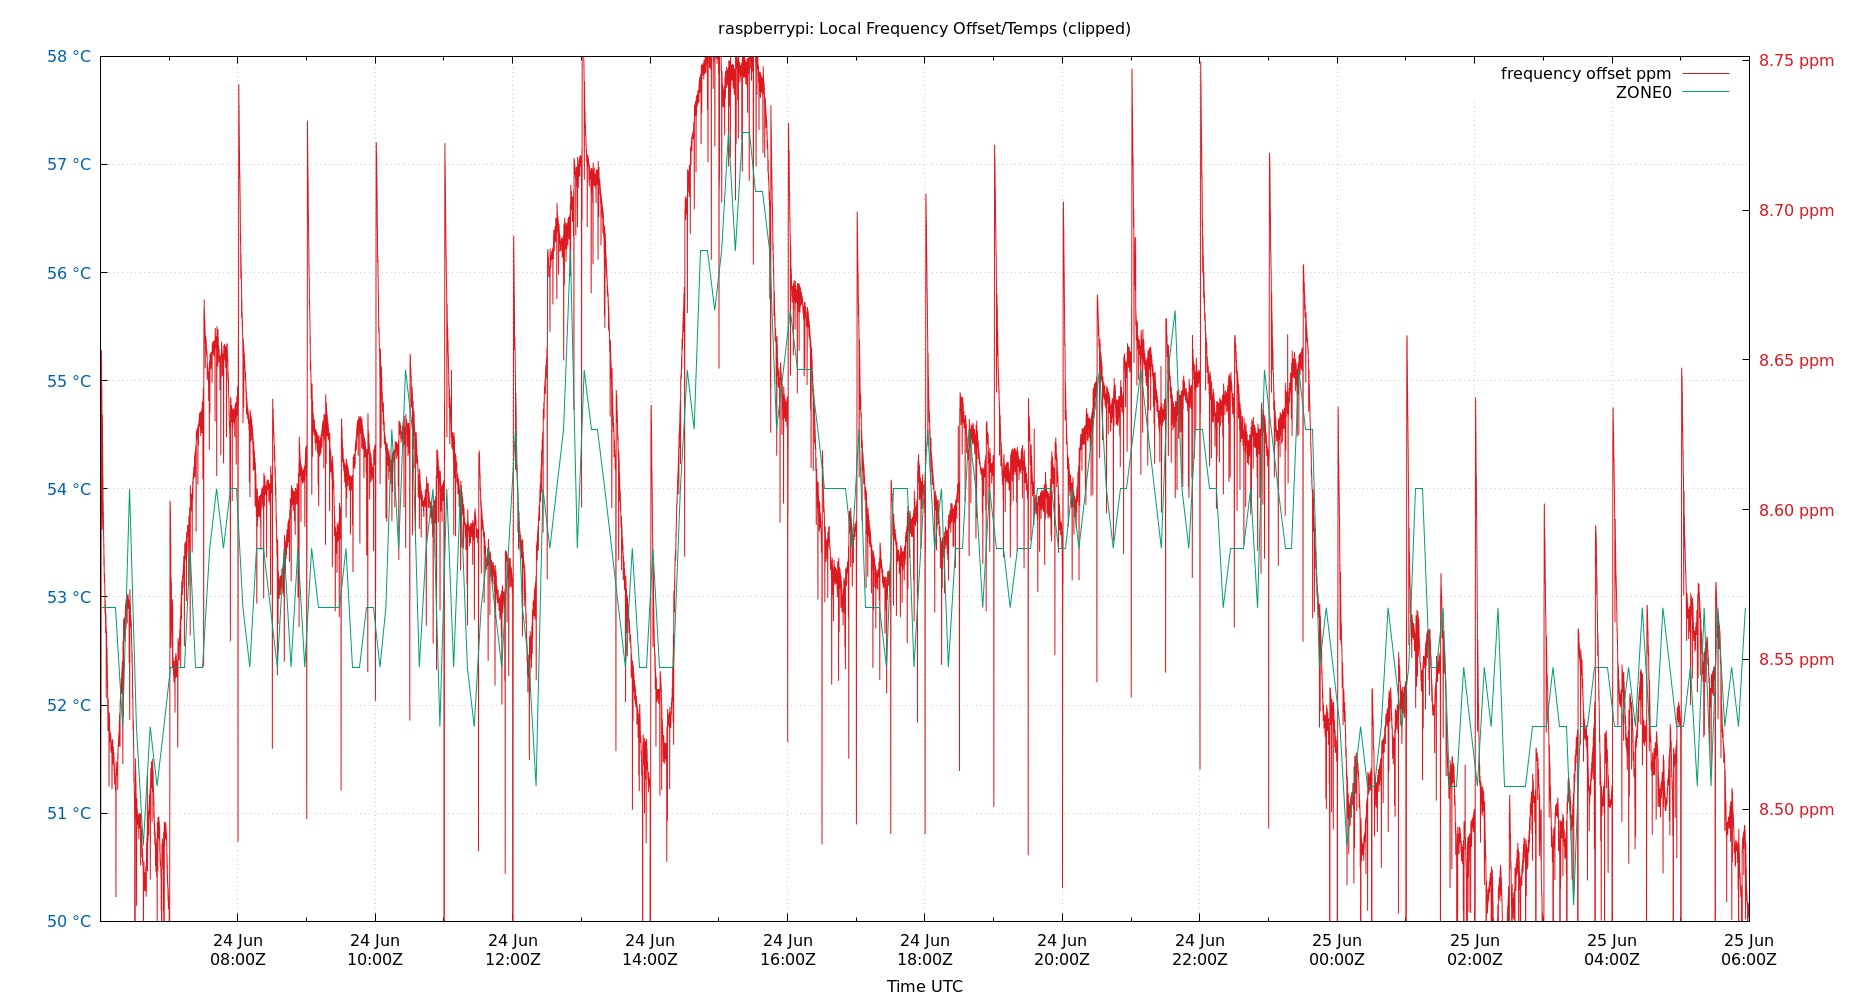 raspberrypi: Local Frequency Offset/Temps (clipped)
58 °C
57 °C
56 °C
55 °C
54 °C
53 °C
52 °C
51 °C
50 °C
8.75 ppm
8.70 ppm
8.65 ppm
8.60 ppm
8.55 ppm
8.50 ppm
frequency offset ppm
ZONE0
24 Jun
08:00Z
24 Jun
10:00Z
24 Jun
12:00Z
24 Jun
14:00Z
24 Jun
16:00Z
24 Jun
18:00Z
24 Jun
20:00Z
24 Jun
22:00Z
25 Jun
00:00Z
25 Jun
02:00Z
25 Jun
04:00Z
25 Jun
06:00Z
Time UTC